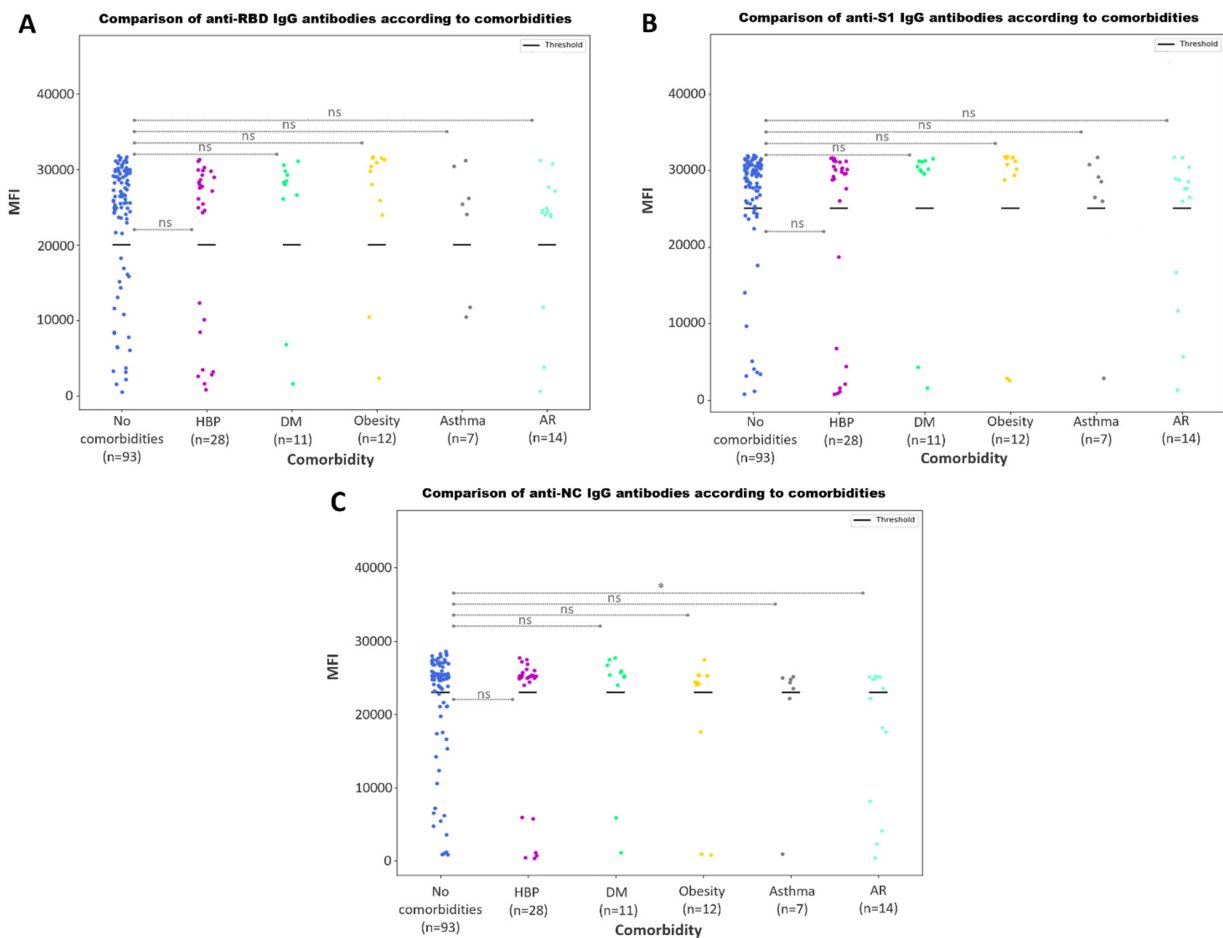 A
Comparison of anti-RBD IgG antibodies according to comorbidities
Threshold
MFI
40000
30000
20000
10000
0
ns
ns
ns
ns
ns
No
comorbidities
(n=93)
HBP
(n=28)
DM
(n=11)
Obesity
(n=12)
Asthma
(n=7)
AR
(n=14)
Comorbidity
B
Comparison of anti-S1 IgG antibodies according to comorbidities
Threshold
MFI
40000
30000
20000
10000
0
ns
ns
ns
ns
ns
No
comorbidities
(n=93)
HBP
(n=28)
DM
(n=11)
Obesity
(n=12)
Asthma
(n=7)
AR
(n=14)
Comorbidity
C
Comparison of anti-NC IgG antibodies according to comorbidities
Threshold
MFI
40000
30000
20000
10000
0
*
ns
ns
ns
ns
No
comorbidities
(n=93)
HBP
(n=28)
DM
(n=11)
Obesity
(n=12)
Asthma
(n=7)
AR
(n=14)
Comorbidity